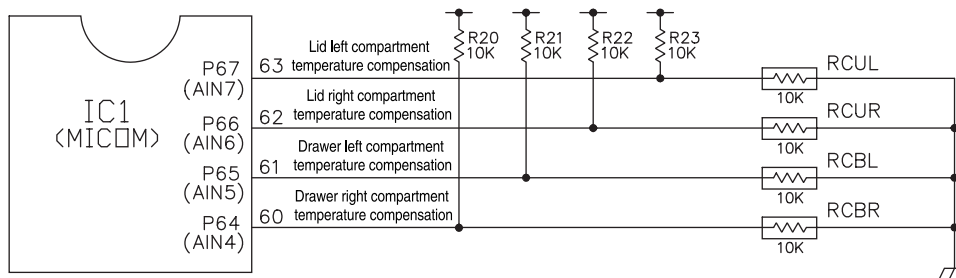 R20
10K
R21
10K
R22
10K
R23
10K
IC1
(MICOM)
P67
(AIN7)
63
Lid left compartment
temperature compensation
RCUL
10K
P66
(AIN6)
62
Lid right compartment
temperature compensation
RCUR
10K
P65
(AIN5)
61
Drawer left compartment
temperature compensation
RCBL
10K
P64
(AIN4)
60
Drawer right compartment
temperature compensation
RCBR
10K